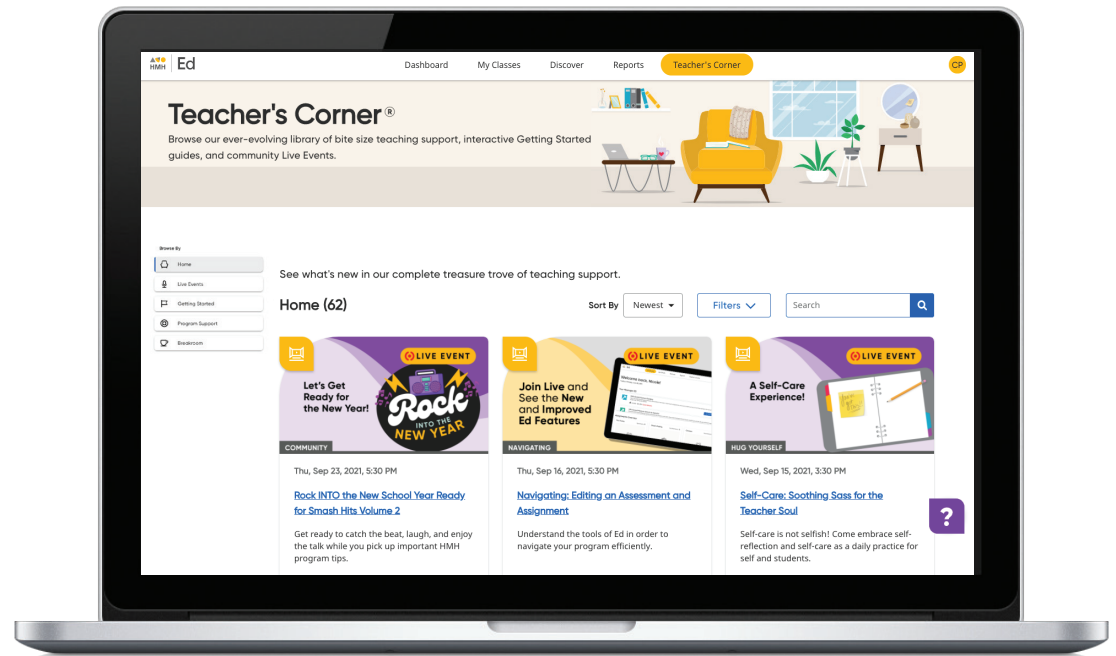 HMH
Ed
Dashboard
My Classes
Discover
Reports
Teacher's Corner
CP
Teacher's Corner®
Browse our ever-evolving library of bite size teaching support, interactive Getting Started
guides, and community Live Events.
Browse By
Home
Live Events
Getting Started
Program Support
Breakroom
See what's new in our complete treasure trove of teaching support.
Home (62)
Sort By
Newest
Filters
Search
LIVE EVENT
Let's Get
Ready for
the New Year!
Rock
INTO THE
NEW YEAR
COMMUNITY
Thu, Sep 23, 2021, 5:30 PM
Rock INTO the New School Year Ready
for Smash Hits Volume 2
Get ready to catch the beat, laugh, and enjoy
the talk while you pick up important HMH
program tips.
LIVE EVENT
Join Live and
See the New
and Improved
Ed Features
NAVIGATING
Thu, Sep 16, 2021, 5:30 PM
Navigating: Editing an Assessment and
Assignment
Understand the tools of Ed in order to
navigate your program efficiently.
LIVE EVENT
A Self-Care
Experience!
HUG YOURSELF
Wed, Sep 15, 2021, 3:30 PM
Self-Care: Soothing Sass for the
Teacher Soul
Self-care is not selfish! Come embrace self-
reflection and self-care as a daily practice for
self and students.
?